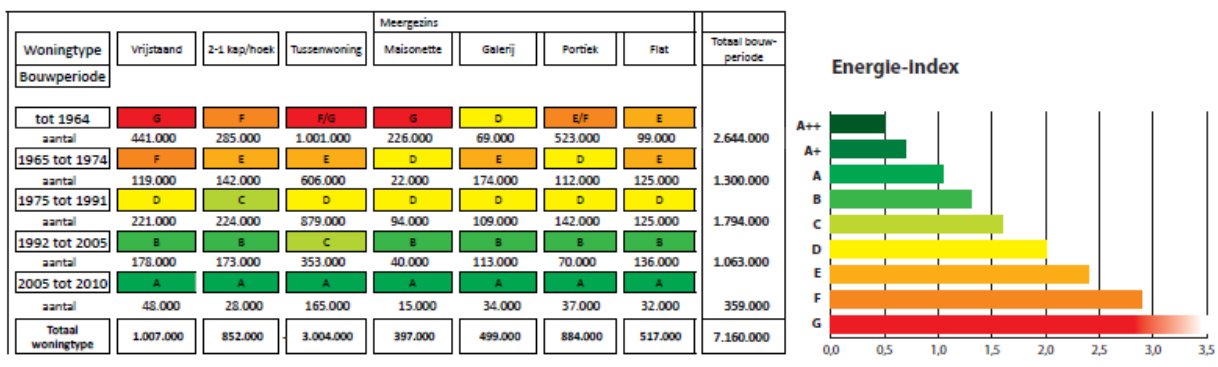 Meergezins
Woningtype Vrijstaand 2-1 kap/hoek Tussenwoning Maisonette Galerij Portiek Flat Totaal bouw-
periode
Bouwperiode
tot 1964 G F F/G G D E/F E
aantal 441.000 285.000 1.001.000 226.000 69.000 523.000 99.000 2.644.000
1965 tot 1974 F E E D E D E
aantal 119.000 142.000 606.000 22.000 174.000 112.000 125.000 1.300.000
1975 tot 1991 D C D D D D D
aantal 221.000 224.000 879.000 94.000 109.000 142.000 125.000 1.794.000
1992 tot 2005 B B C B B B B
aantal 178.000 173.000 353.000 40.000 113.000 70.000 136.000 1.063.000
2005 tot 2010 A A A A A A A
aantal 48.000 28.000 165.000 15.000 34.000 37.000 32.000 359.000
Totaal
woningtype 1.007.000 852.000 3.004.000 397.000 499.000 884.000 517.000 7.160.000
Energie-index
A++
A+
A
B
C
D
E
F
G
0,0 0,5 1,0 1,5 2,0 2,5 3,0 3,5